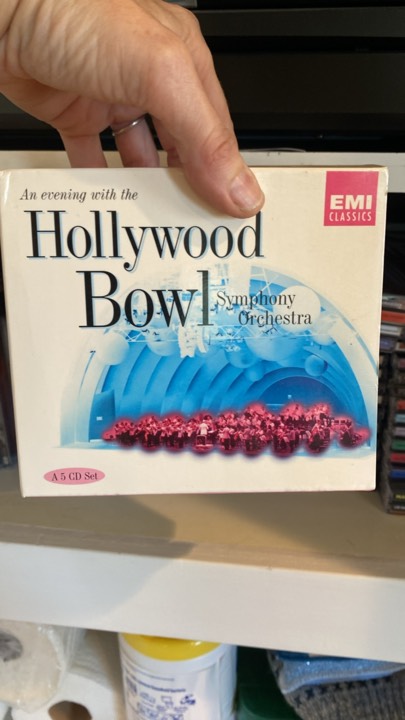 An evening with the
EMI
CLASSICS
Hollywood
Bowl
Symphony
Orchestra
A 5 CD Set